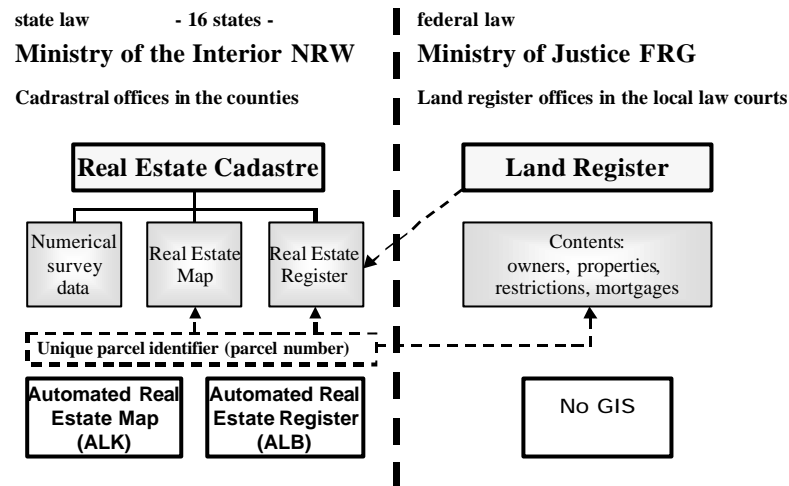 state law - 16 states -
Ministry of the Interior NRW
Cadrastral offices in the counties
Real Estate Cadastre
Numerical
survey
data
Real Estate
Map
Real Estate
Register
Unique parcel identifier (parcel number)
Automated Real
Estate Map
(ALK)
Automated Real
Estate Register
(ALB)
federal law
Ministry of Justice FRG
Land register offices in the local law courts
Land Register
Contents:
owners, properties,
restrictions, mortgages
No GIS